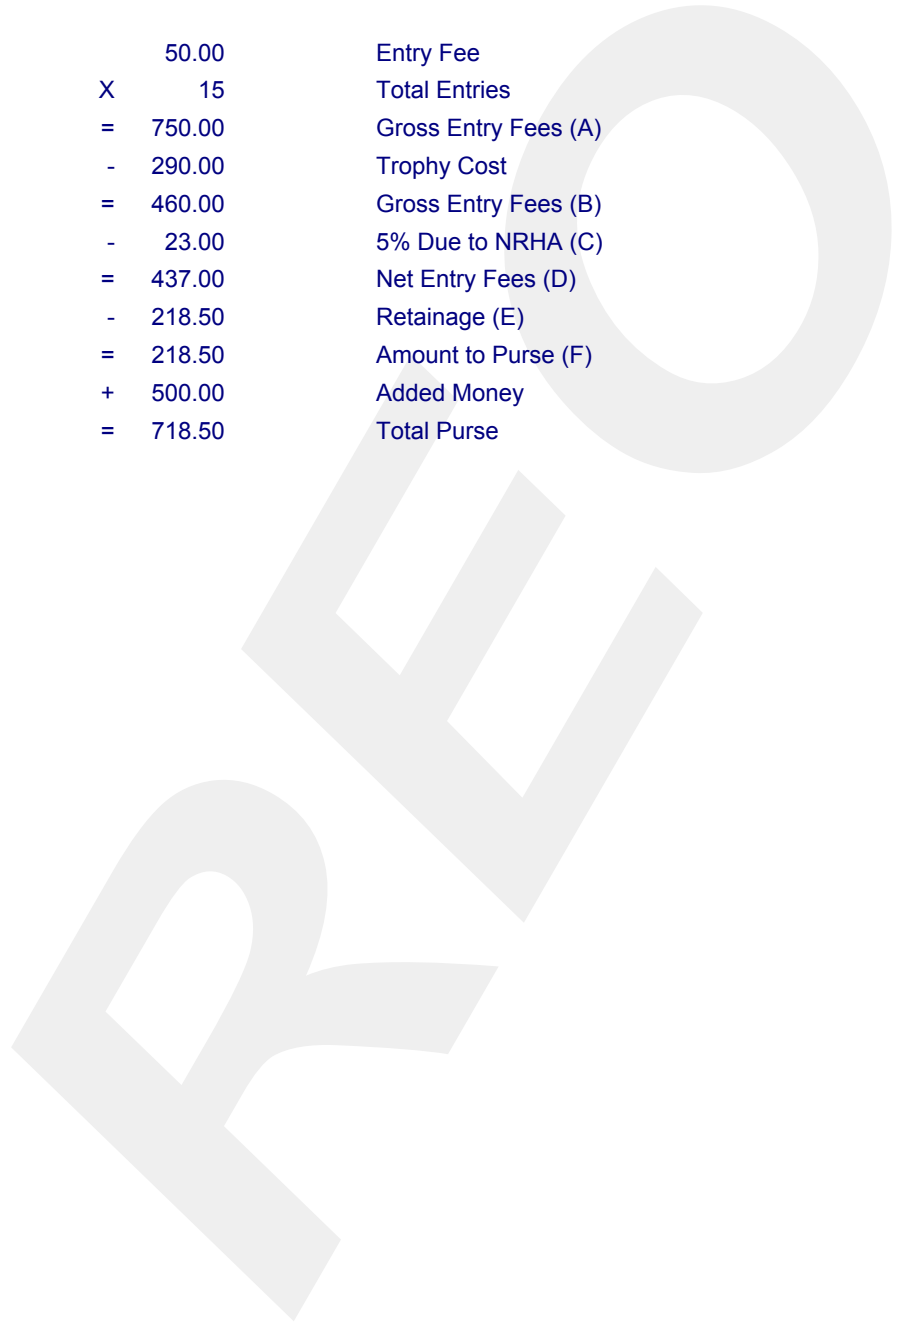 50.00 Entry Fee
X 15 Total Entries
= 750.00 Gross Entry Fees (A)
- 290.00 Trophy Cost
= 460.00 Gross Entry Fees (B)
- 23.00 5% Due to NRHA (C)
= 437.00 Net Entry Fees (D)
- 218.50 Retainage (E)
= 218.50 Amount to Purse (F)
+ 500.00 Added Money
= 718.50 Total Purse
REO